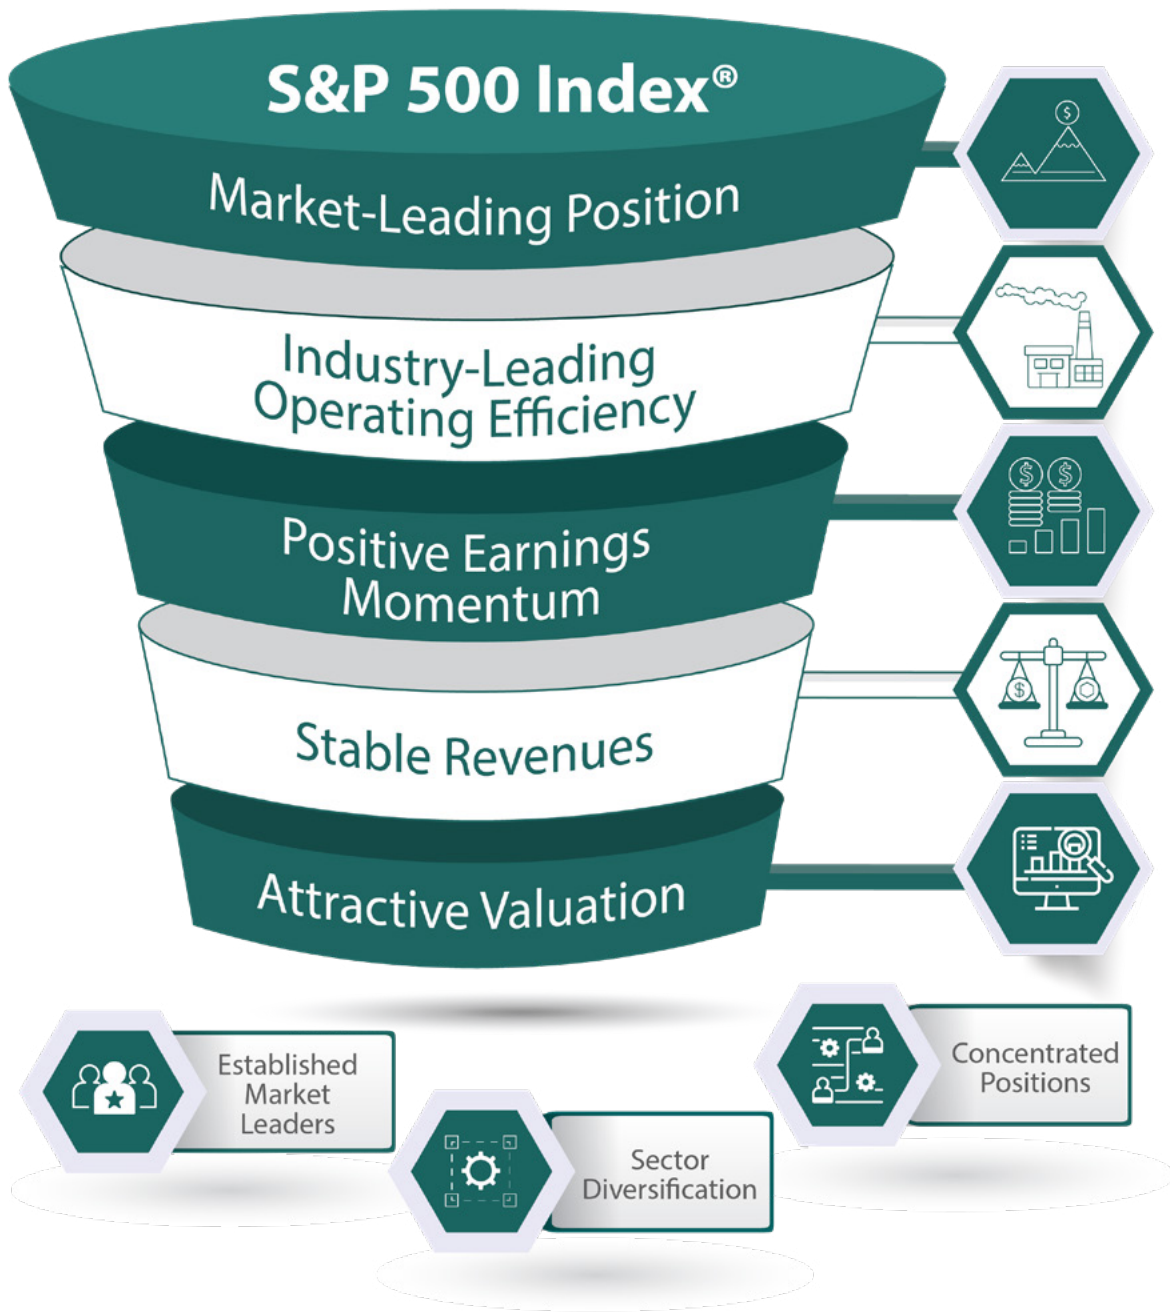 S&P 500 Index®
Market-Leading Position
Industry-Leading
Operating Efficiency
Positive Earnings
Momentum
Stable Revenues
Attractive Valuation
Established
Market
Leaders
Sector
Diversification
Concentrated
Positions
$
$ $
$